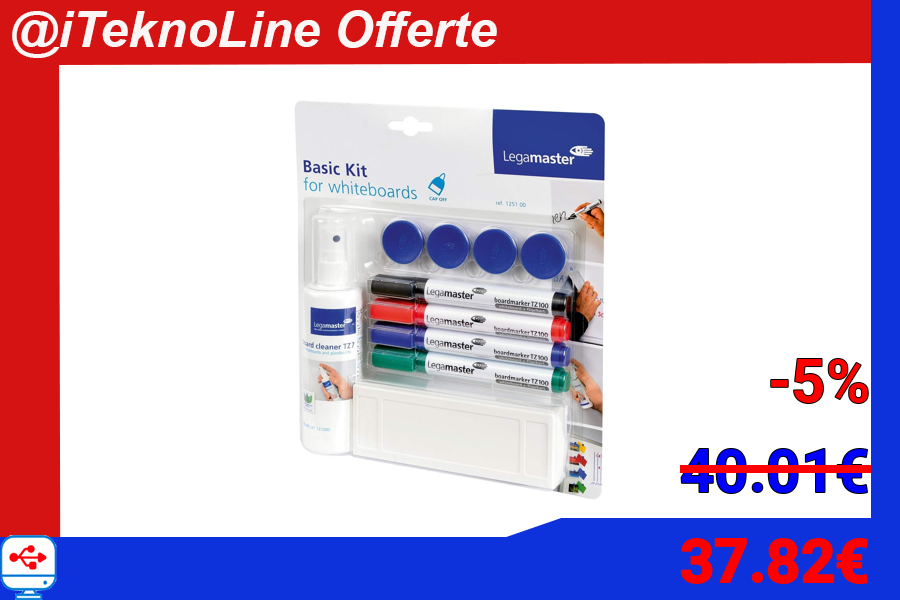 @iTeknoLine Offerte
Legamaster
Basic Kit
for whiteboards
CAP OFF
ref. 1251 00
Legamaster
boardmarker TZ100
Legamaster
boardmarker TZ100
Legamaster
boardmarker TZ100
Legamaster
boardmarker TZ100
Legamaster
board cleaner TZ7
-5%
40.01€
37.82€